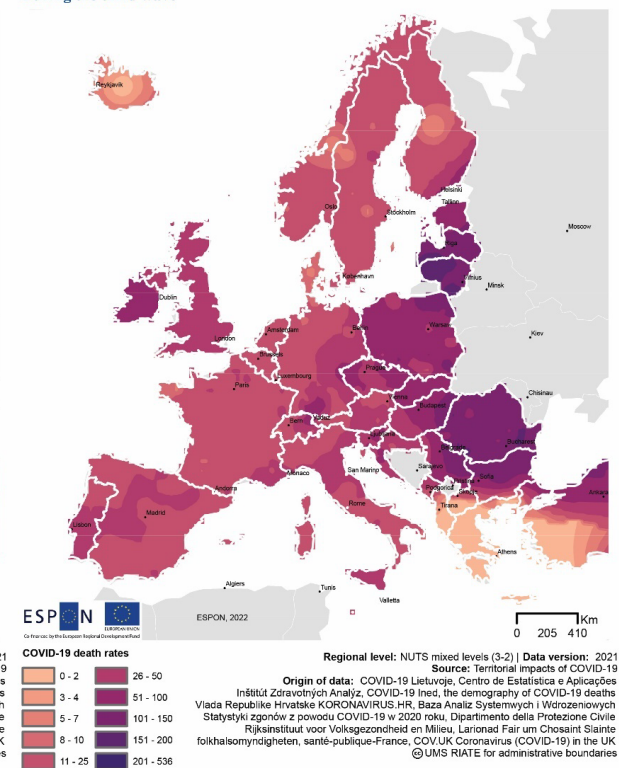 Reykjavik
Helsinki
Tallinn
Oslo
Stockholm
Moscow
Riga
Vilnius
København
Minsk
Dublin
Amsterdam
Berlin
Warsaw
London
Kiev
Brussels
Prague
Luxembourg
Paris
Vienna
Chisinau
Budapest
Bern
Vaduz
Ljubljana
Belgrade
Bucharest
Monaco
San Marino
Sarajevo
Sofia
Andorra
Podgorica
Pristina
Skopje
Ankara
Rome
Tirana
Madrid
Lisbon
Athens
Algiers
Tunis
Valletta
ESPON
EUROPEAN UNION
Co-financed by the European Regional Development Fund
ESPON, 2022
Km
0 205 410
COVID-19 death rates
0 - 2
3 - 4
5 - 7
8 - 10
11 - 25
26 - 50
51 - 100
101 - 150
151 - 200
201 - 536
Regional level: NUTS mixed levels (3-2) | Data version: 2021
Source: Territorial impacts of COVID-19
Origin of data: COVID-19 Lietuvoje, Centro de Estatística e Aplicações
Inštitút Zdravotných Analýz, COVID-19 Ined, the demography of COVID-19 deaths
Vlada Republike Hrvatske KORONAVIRUS.HR, Baza Analiz Systemwych i Wdrozeniowych
Statystyki zgonów z powodu COVID-19 w 2020 roku, Dipartimento della Protezione Civile
Rijksinstituut voor Volksgezondheid en Milieu, Larionad Fair um Chosaint Slainte
folkhalsomyndigheten, santé-publique-France, COV.UK Coronavirus (COVID-19) in the UK
cc UMS RIATE for administrative boundaries